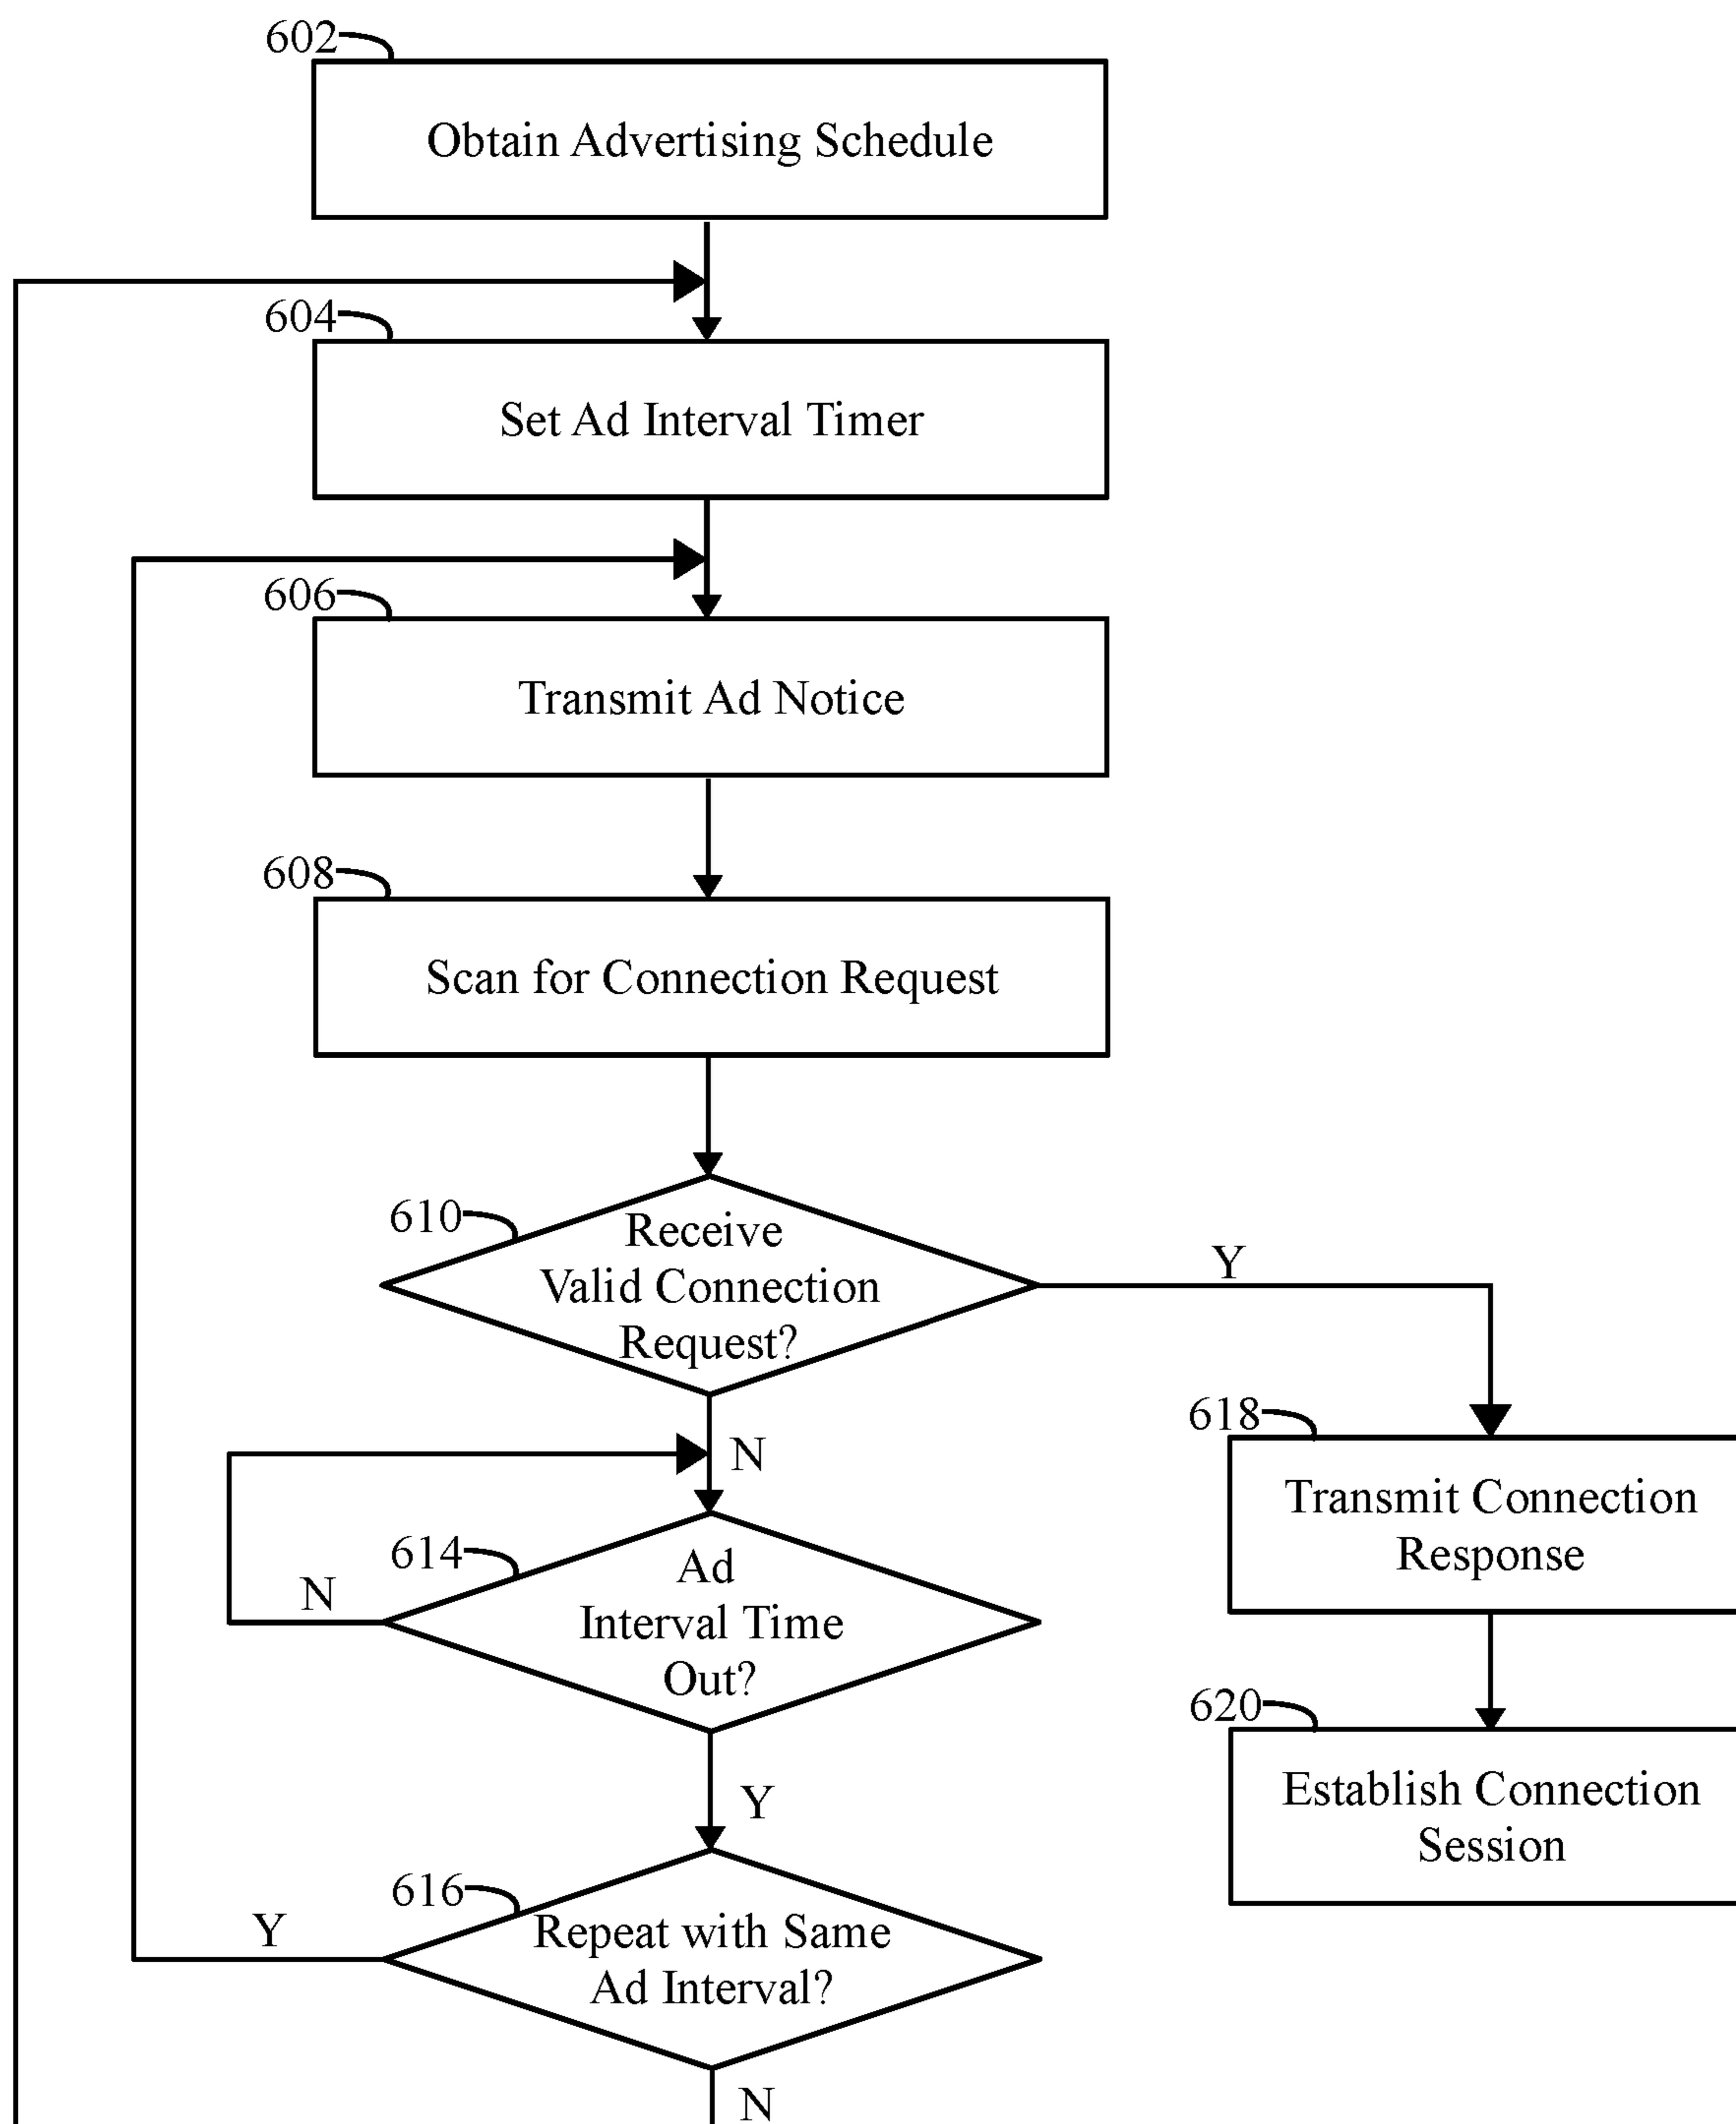 602
Obtain Advertising Schedule
604
Set Ad Interval Timer
606
Transmit Ad Notice
608
Scan for Connection Request
610
Receive
Valid Connection
Request?
Y
N
618
Transmit Connection
Response
614
Ad
Interval Time
Out?
N
Y
620
Establish Connection
Session
616
Repeat with Same
Ad Interval?
Y
N